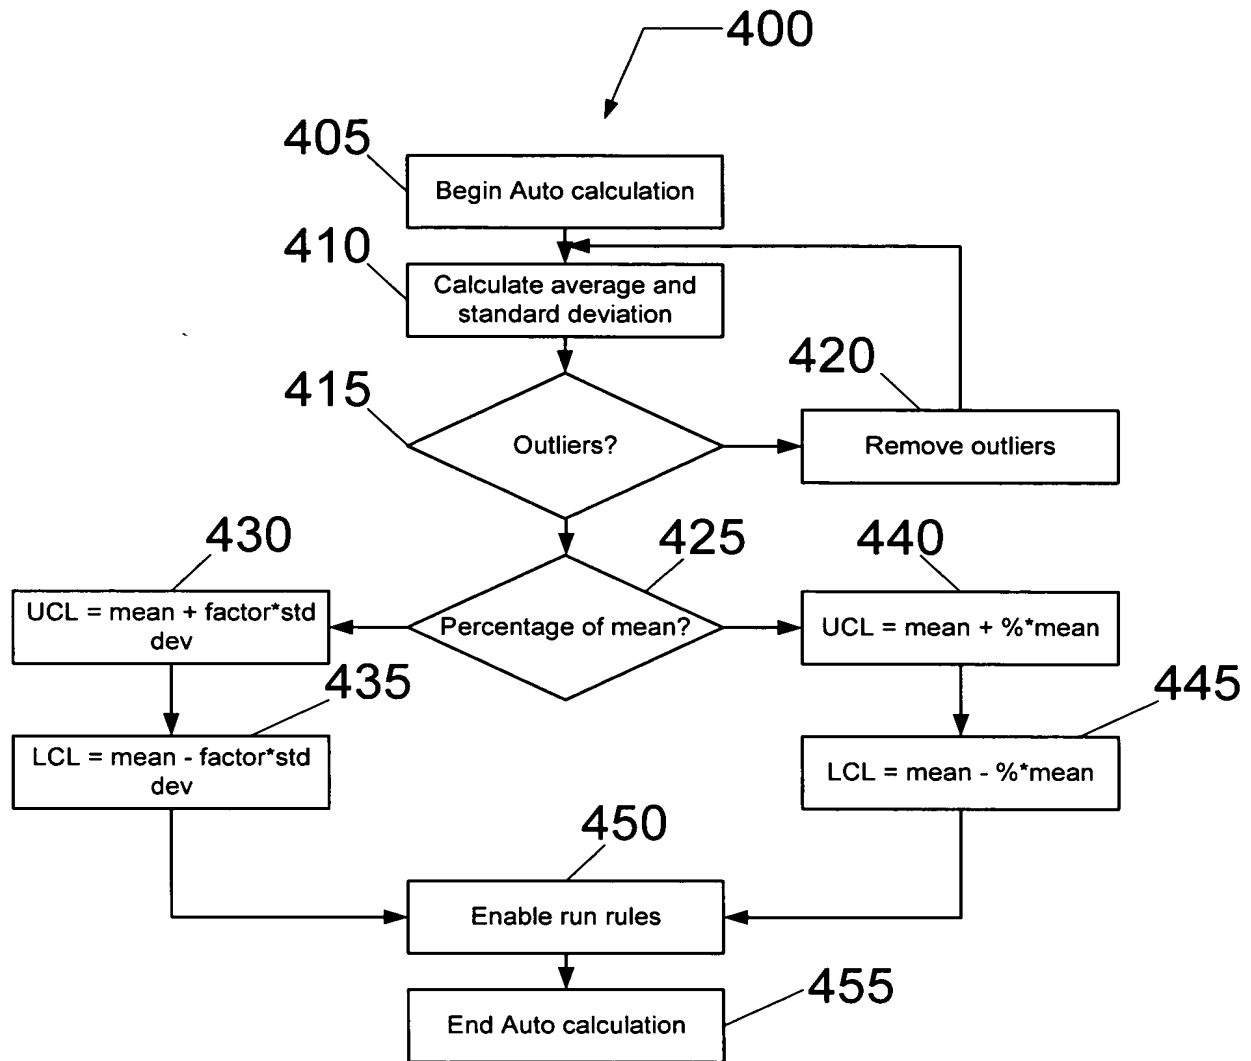 400
405
Begin Auto calculation
410
Calculate average and
standard deviation
420
415
Outliers?
Remove outliers
430
425
440
UCL = mean + factor*std
dev
Percentage of mean?
UCL = mean + %*mean
435
445
LCL = mean - factor*std
dev
LCL = mean - %*mean
450
Enable run rules
455
End Auto calculation